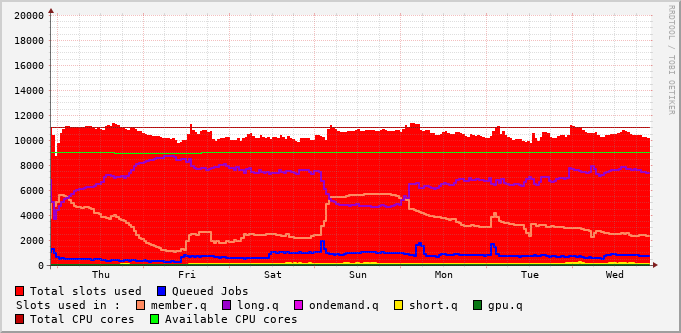 RRDTOOL / TOBI OETIKER
20000
18000
16000
14000
12000
10000
8000
6000
4000
2000
0
Thu Fri Sat Sun Mon Tue Wed
Total slots used Queued Jobs
Slots used in : member.q long.q ondemand.q short.q gpu.q
Total CPU cores Available CPU cores